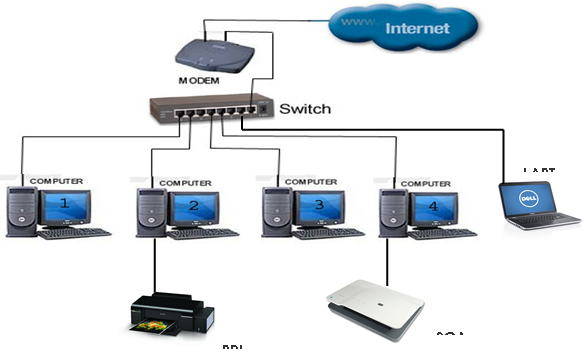 www. Internet
MODEM
Switch
COMPUTER
COMPUTER
COMPUTER
COMPUTER
1
2
3
4
DELL